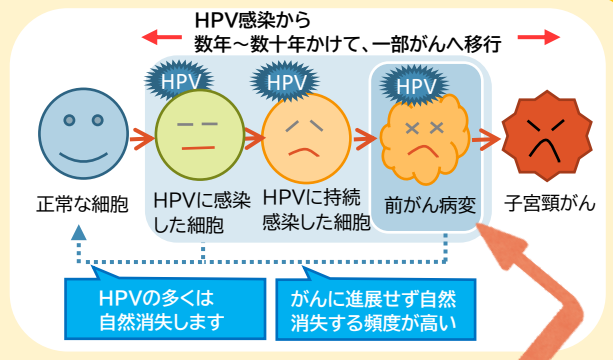 HPV感染から
数年～数十年かけて、一部がんへ移行
HPV
HPV
HPV
正常な細胞
HPVに感染
した細胞
HPVに持続
感染した細胞
前がん病変
子宮頸がん
HPVの多くは
自然消失します
がんに進展せず自然
消失する頻度が高い